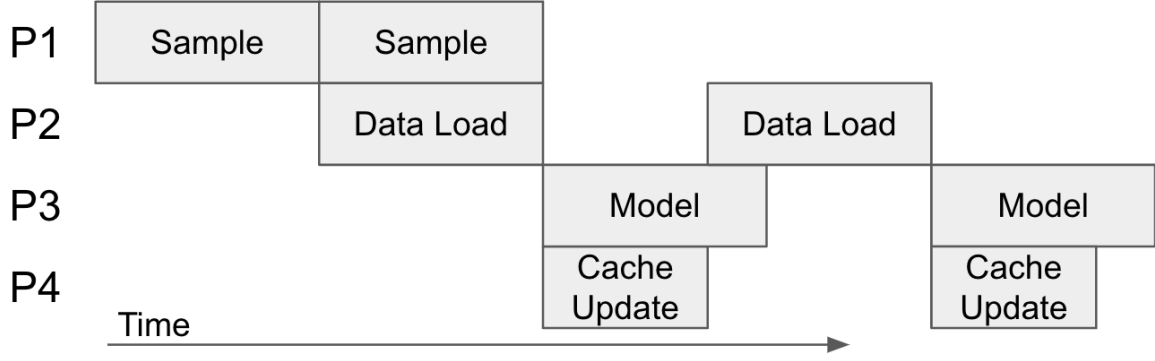 P1 Sample Sample
P2 Data Load Data Load
P3 Model Model
P4 Cache Update Cache Update
Time